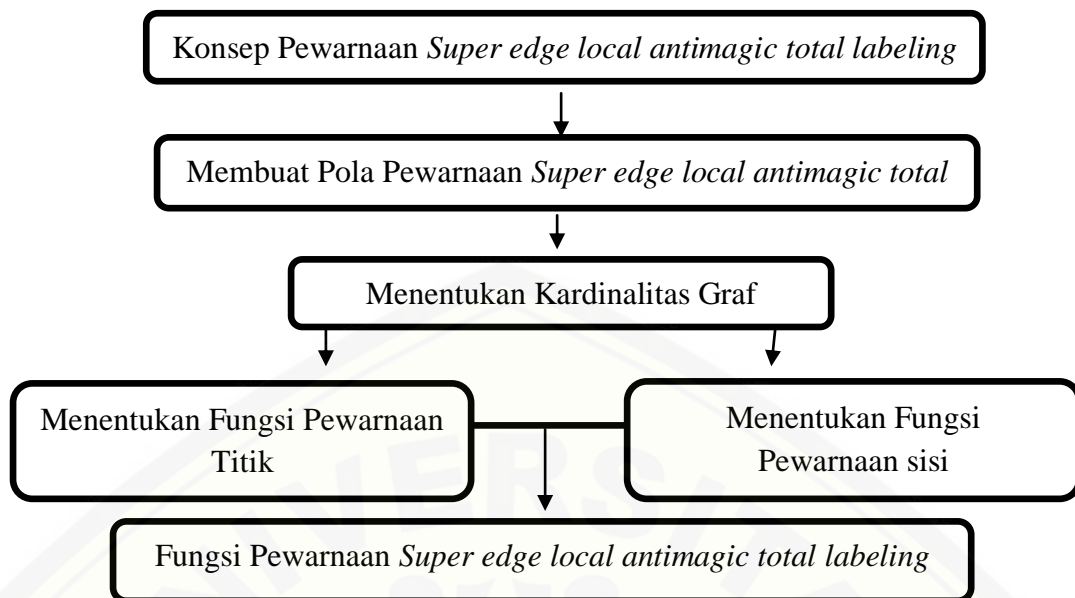 Konsep Pewarnaan Super edge local antimagic total labeling
Membuat Pola Pewarnaan Super edge local antimagic total
Menentukan Kardinalitas Graf
Menentukan Fungsi Pewarnaan
Titik
Menentukan Fungsi
Pewarnaan sisi
Fungsi Pewarnaan Super edge local antimagic total labeling